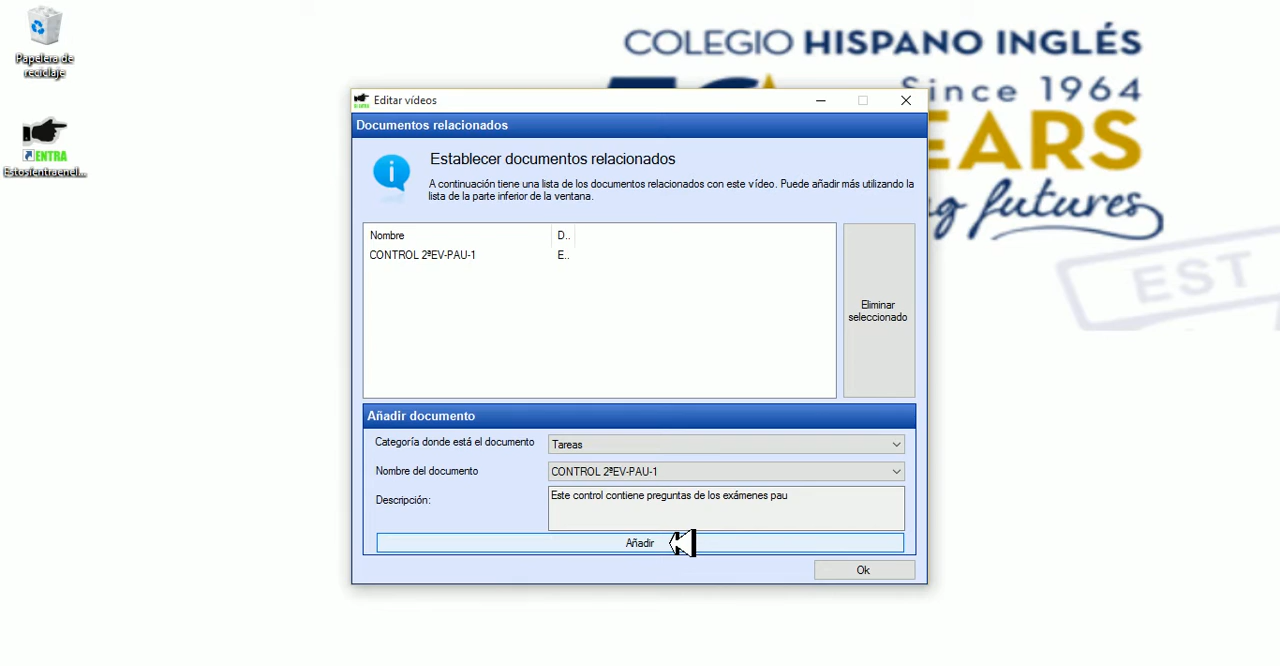 Papelera de
reciclaje
ENTRA
Estosientraenel...
COLEGIO HISPANO INGLÉS
Since 1964
EARS
g futures
EST
Editar vídeos
Documentos relacionados
Establecer documentos relacionados
A continuación tiene una lista de los documentos relacionados con este vídeo. Puede añadir más utilizando la
lista de la parte inferior de la ventana.
Nombre D..
CONTROL 2ªEV-PAU-1 E..
Eliminar
seleccionado
Añadir documento
Categoría donde está el documento Tareas
Nombre del documento CONTROL 2ªEV-PAU-1
Descripción: Este control contiene preguntas de los exámenes pau
Añadir
Ok